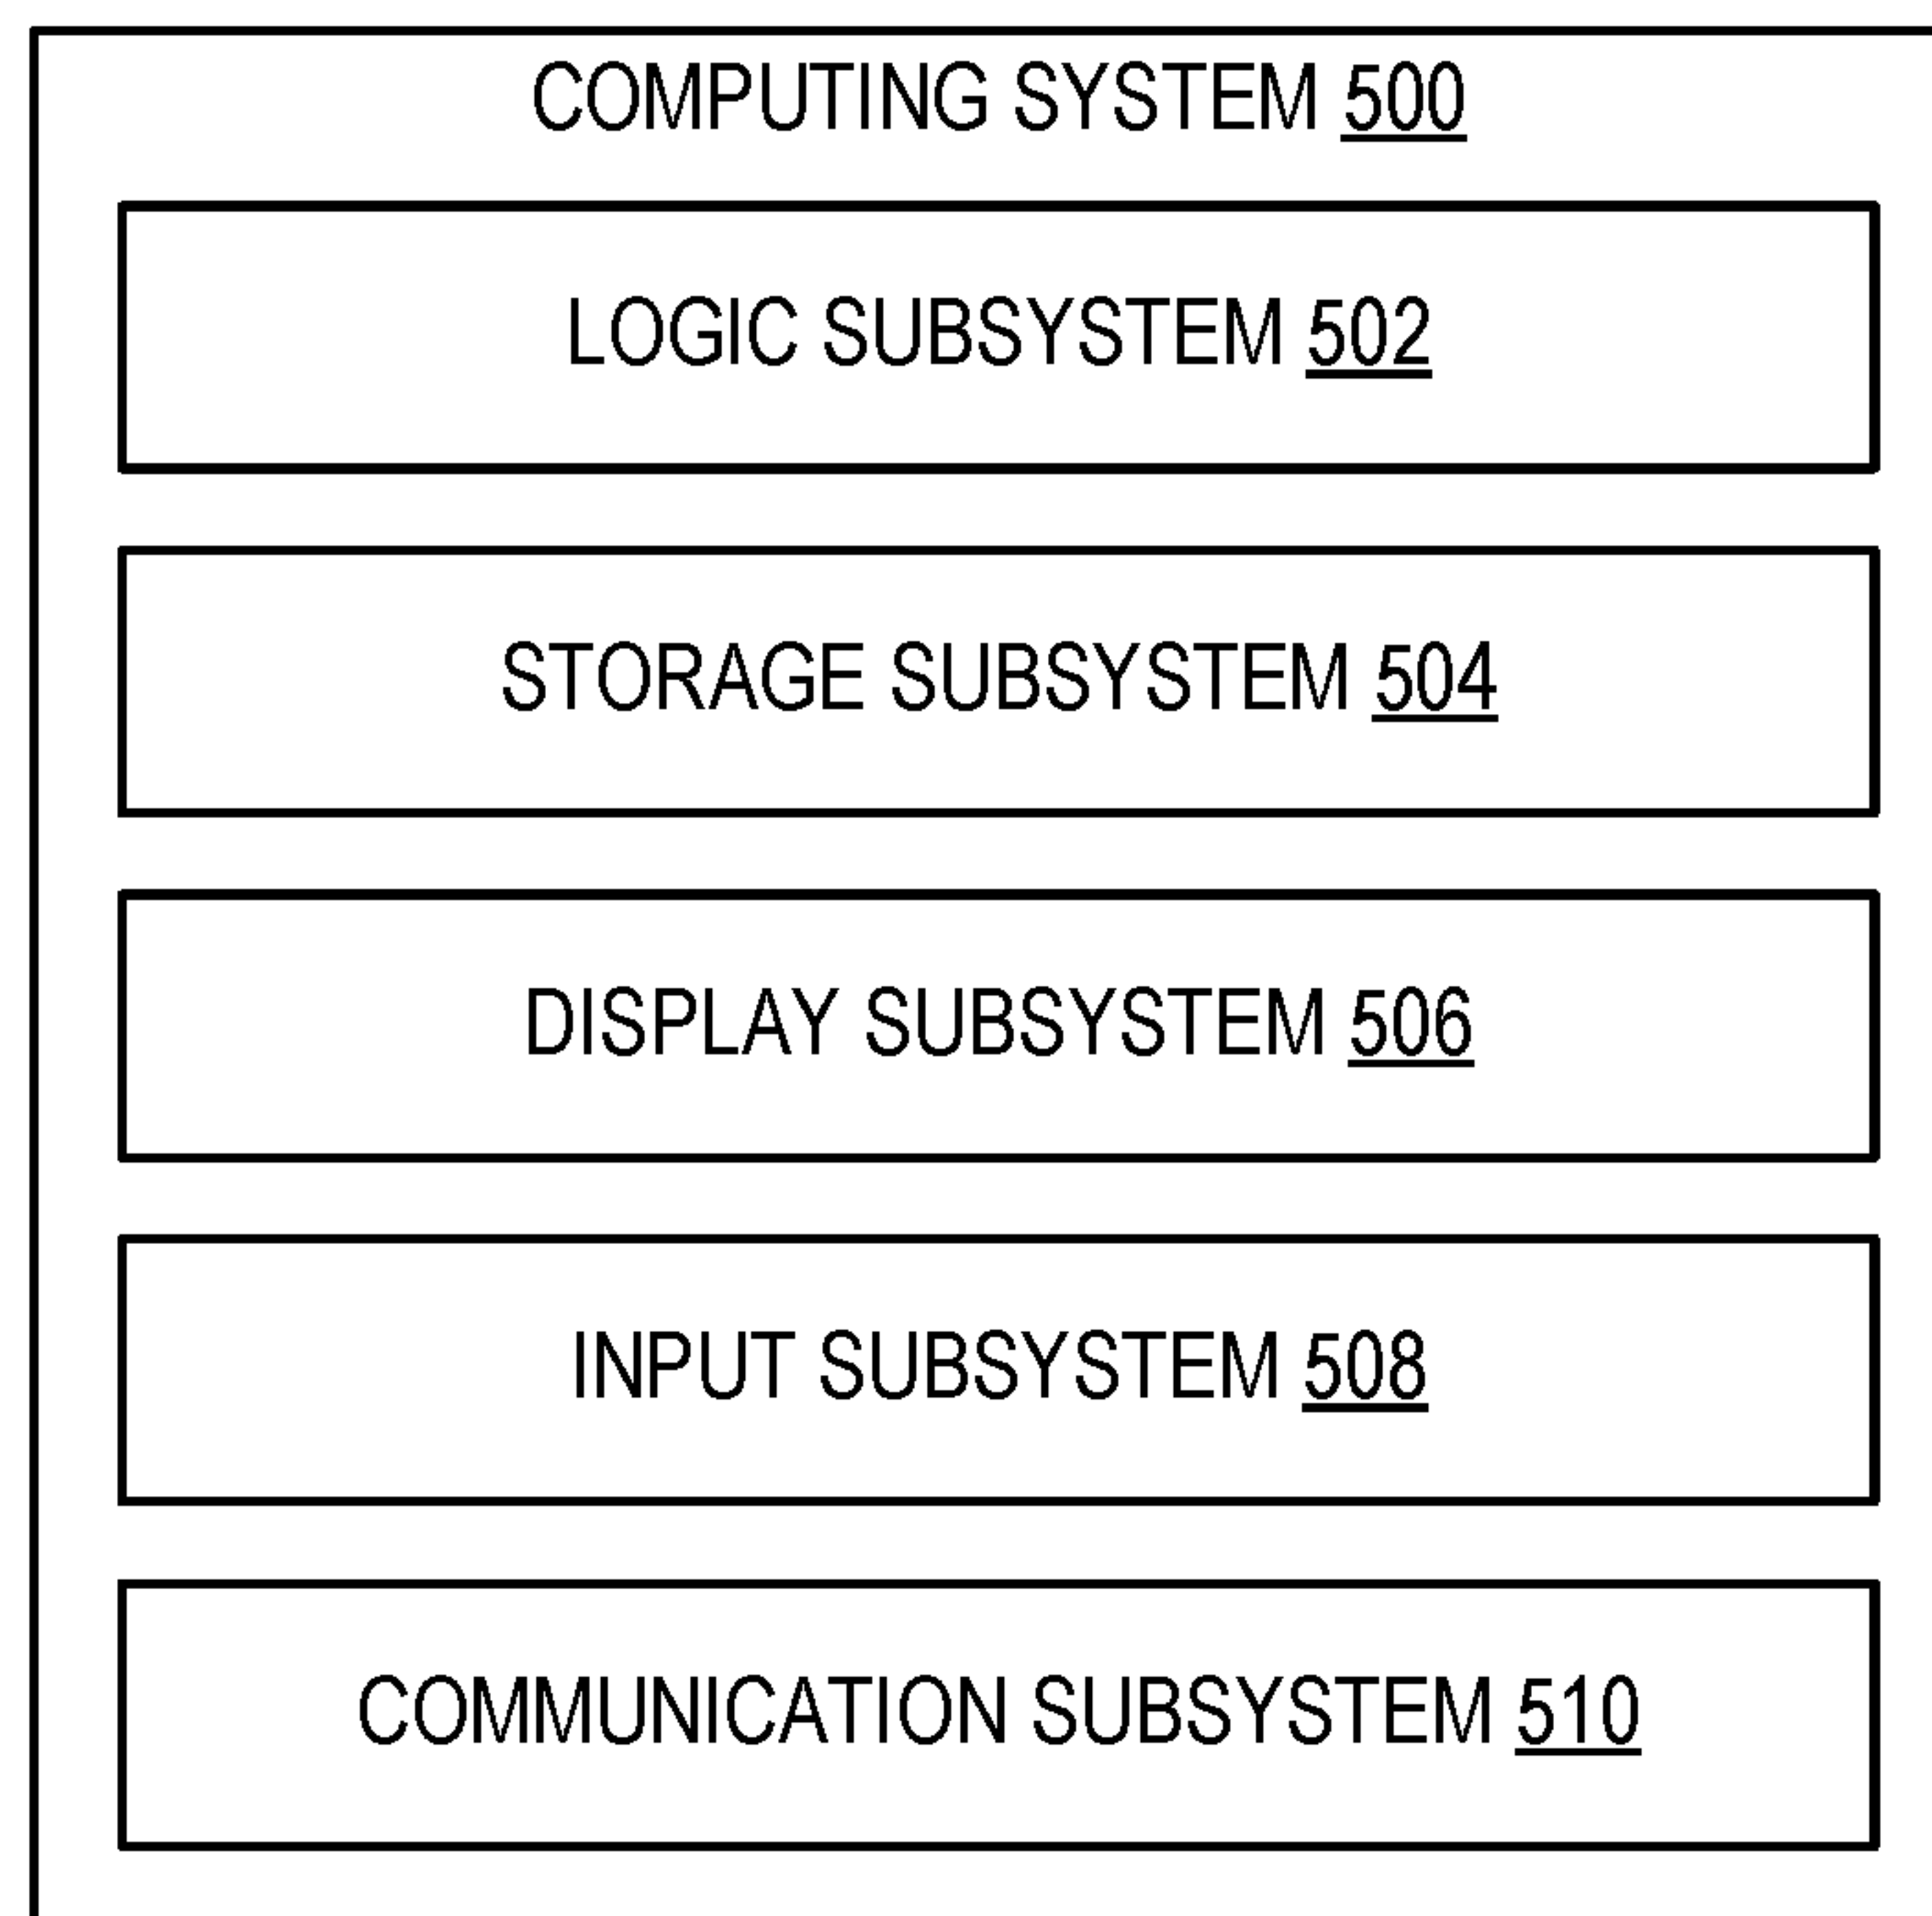 COMPUTING SYSTEM 500
LOGIC SUBSYSTEM 502
STORAGE SUBSYSTEM 504
DISPLAY SUBSYSTEM 506
INPUT SUBSYSTEM 508
COMMUNICATION SUBSYSTEM 510